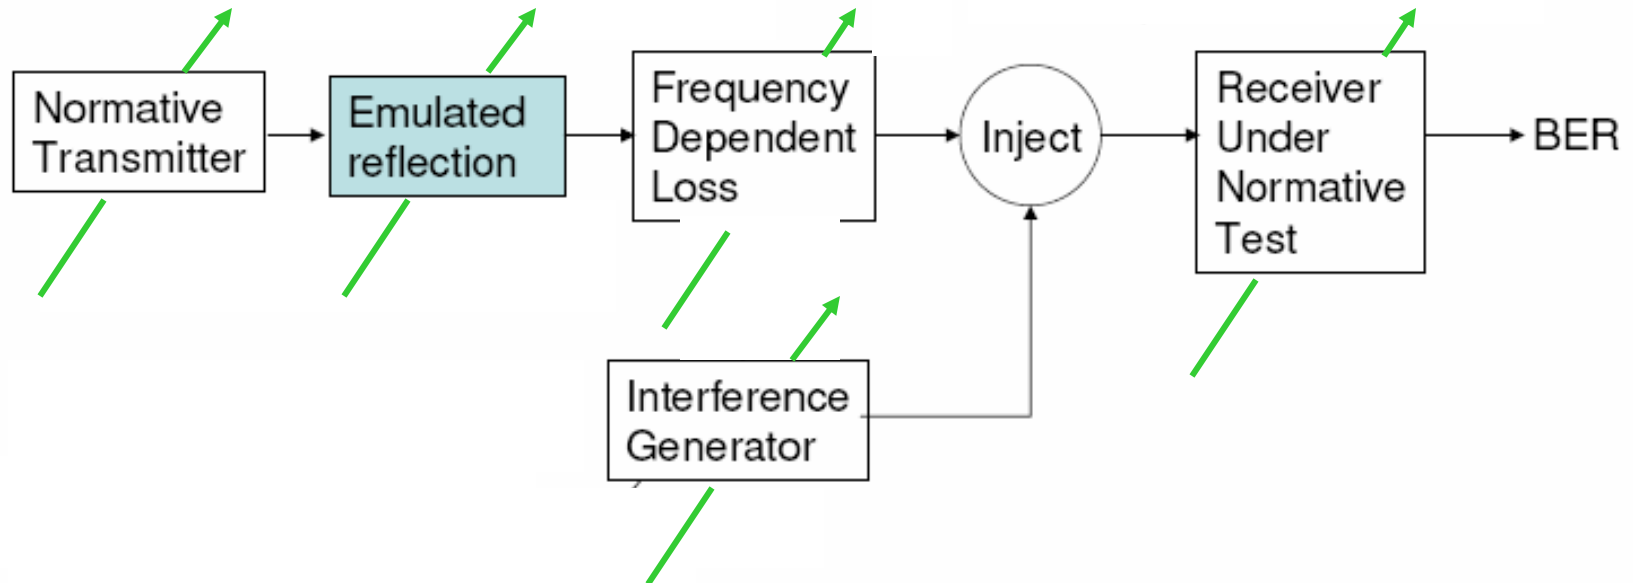 Normative
Transmitter
Emulated
reflection
Frequency
Dependent
Loss
Inject
Receiver
Under
Normative
Test
BER
Interference
Generator